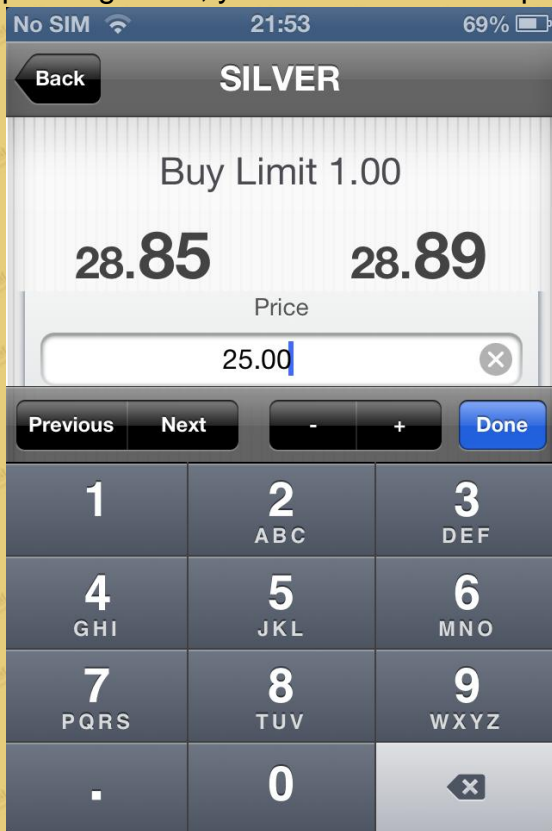 No SIM 21:53 69%
Back SILVER
Buy Limit 1.00
28.85 28.89
Price
25.00
Previous Next - + Done
1 2 3
ABC DEF
4 5 6
GHI JKL MNO
7 8 9
PQRS TUV WXYZ
. 0